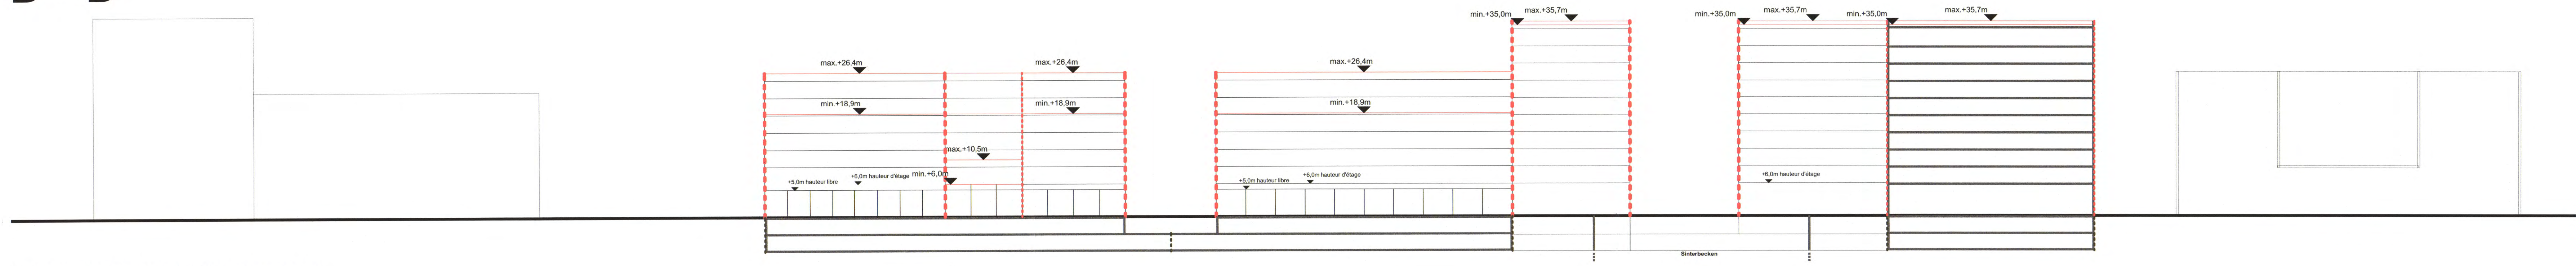 min.+35,0m max.+35,7m min.+35,0m max.+35,7m min.+35,0m max.+35,7m
max.+26,4m max.+26,4m max.+26,4m
min.+18,9m min.+18,9m min.+18,9m
max.+10,5m
+5,0m hauteur libre +6,0m hauteur d'étage min.+6,0m +5,0m hauteur libre +6,0m hauteur d'étage +6,0m hauteur d'étage
Sinterbecken